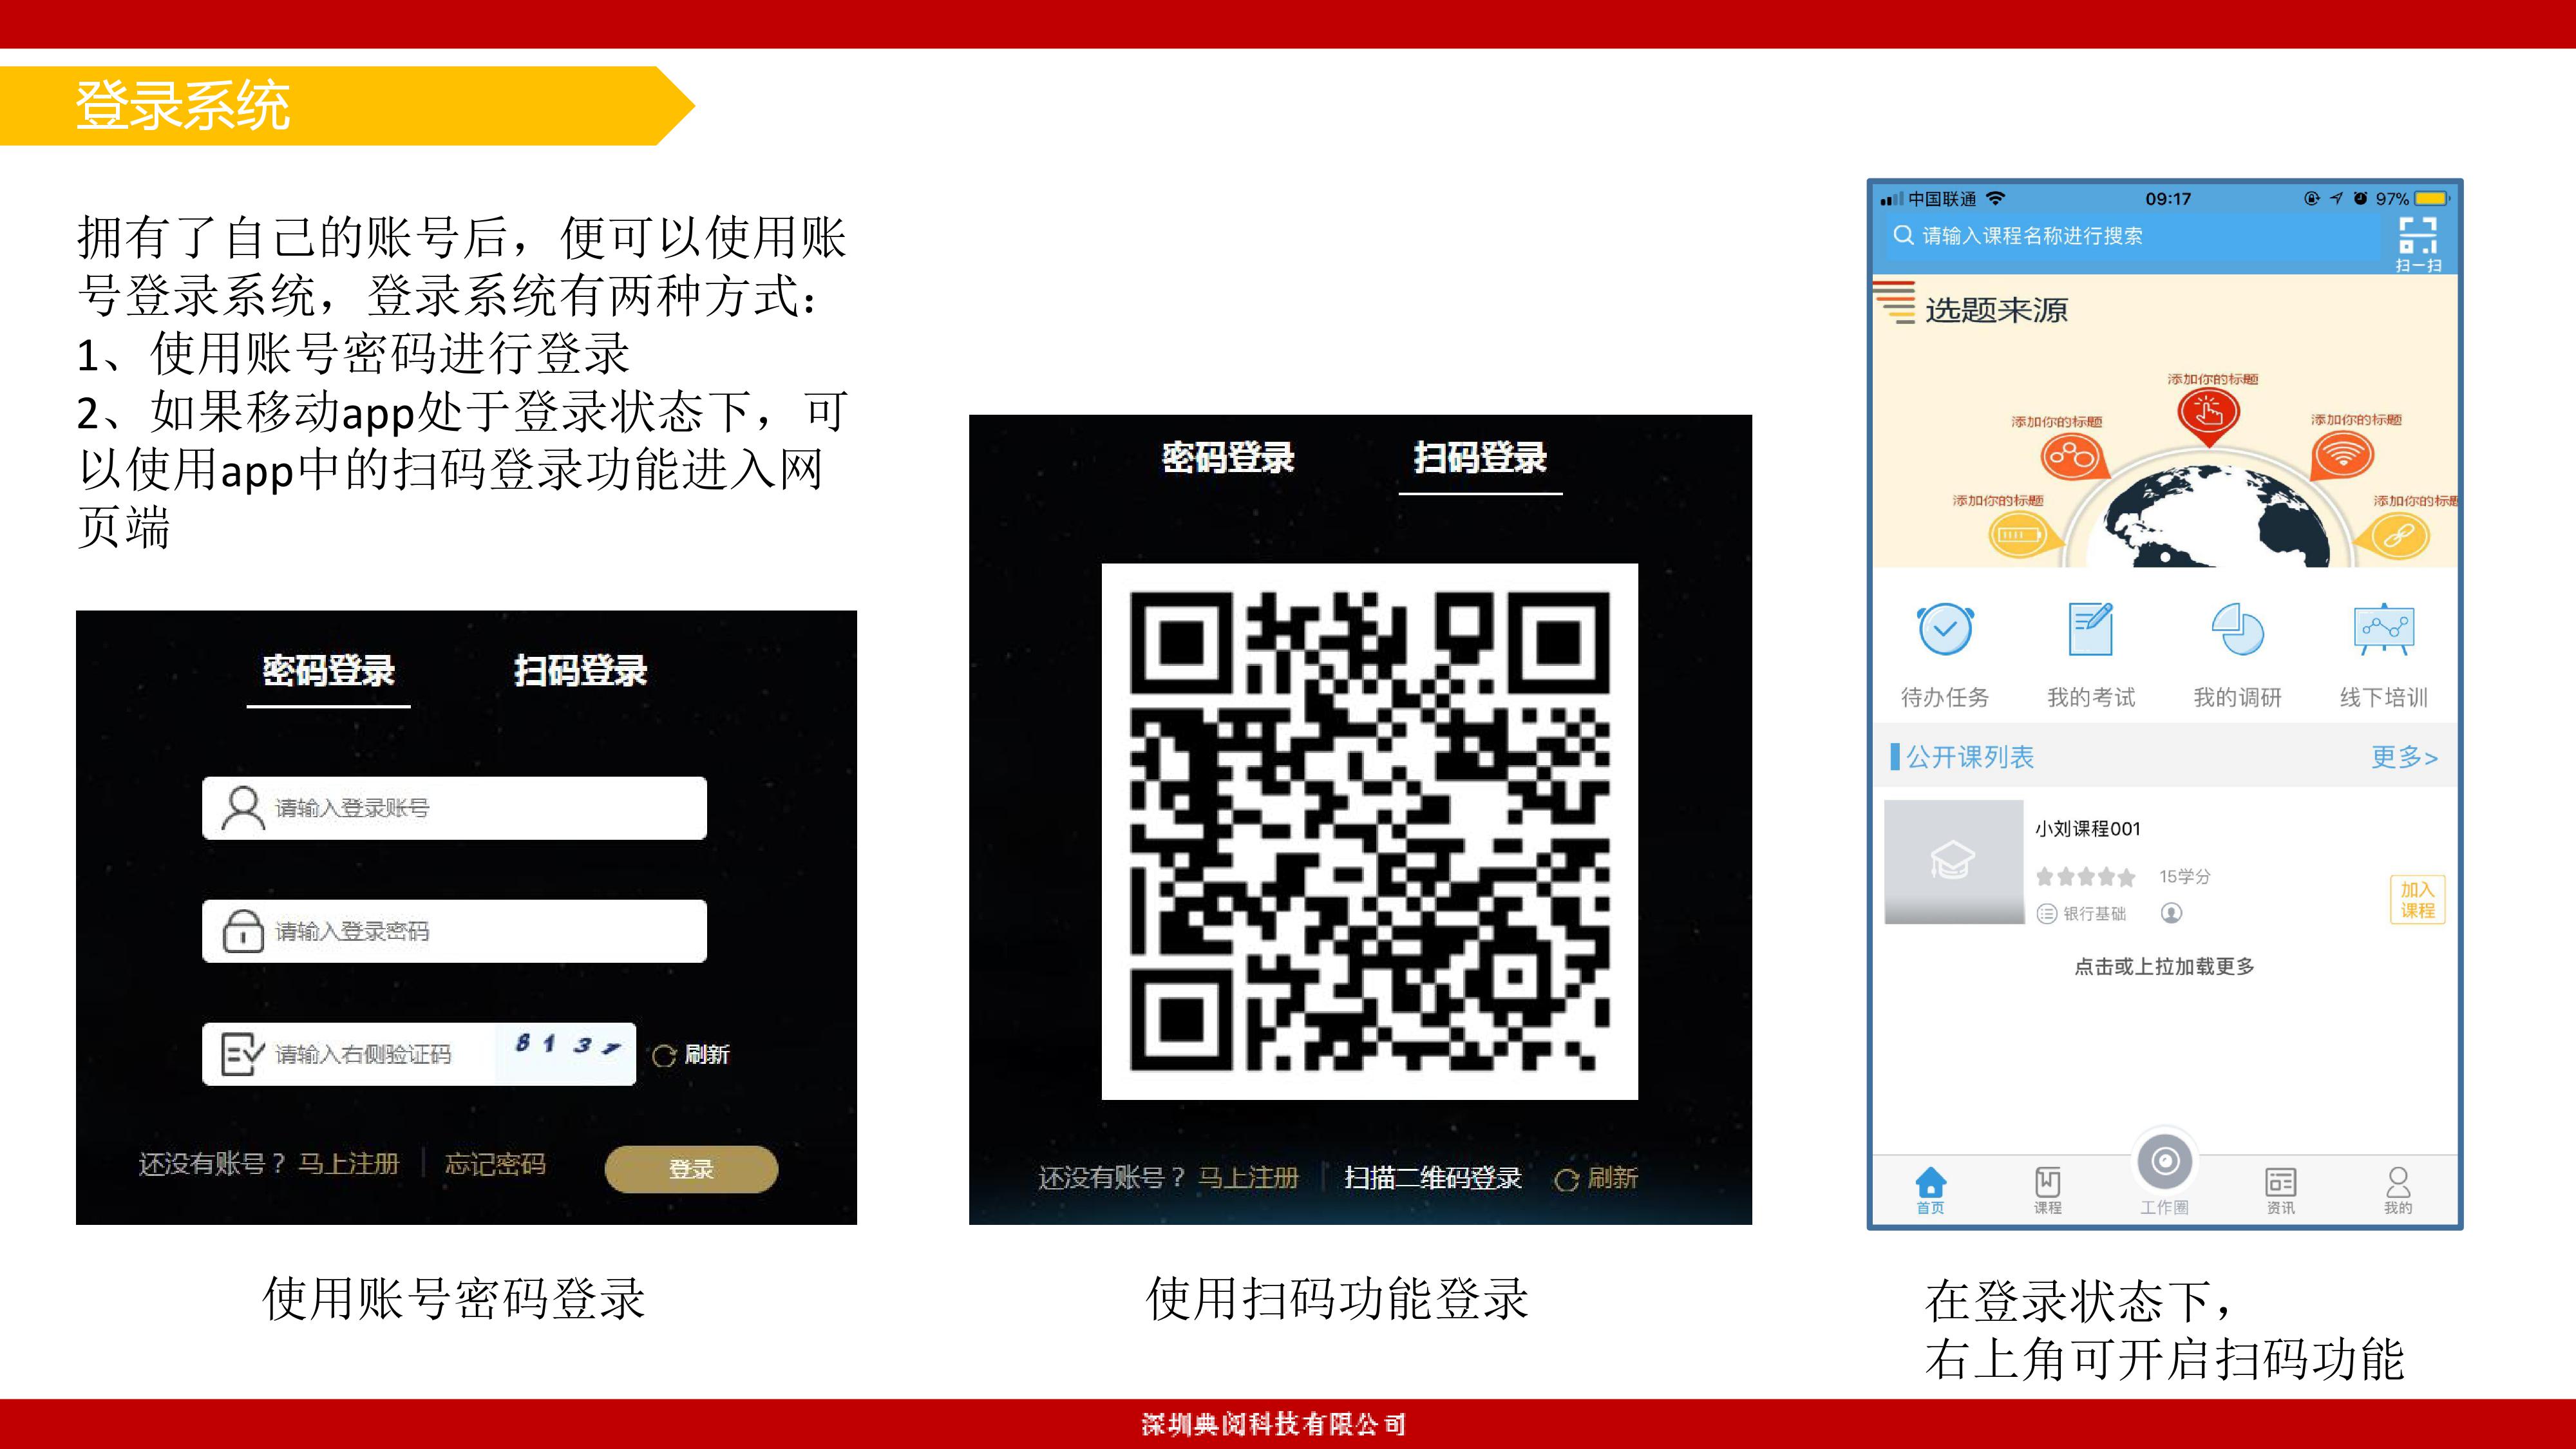 登录系统
拥有了自己的账号后，便可以使用账
号登录系统，登录系统有两种方式：
1、使用账号密码进行登录
2、如果移动app处于登录状态下，可
以使用app中的扫码登录功能进入网
页端
密码登录 扫码登录
请输入登录账号
请输入登录密码
请输入右侧验证码 8 1 3 7 刷新
还没有账号？马上注册 忘记密码 登录
使用账号密码登录
密码登录 扫码登录
还没有账号？马上注册 扫描二维码登录 刷新
使用扫码功能登录
中国联通 09:17 97%
请输入课程名称进行搜索
扫一扫
选题来源
添加你的标题
添加你的标题 添加你的标题
添加你的标题 添加你的标题
待办任务 我的考试 我的调研 线下培训
公开课列表 更多>
小刘课程001
15学分
银行基础
加入
课程
点击或上拉加载更多
首页 课程 工作圈 资讯 我的
在登录状态下，
右上角可开启扫码功能
深圳典阅科技有限公司